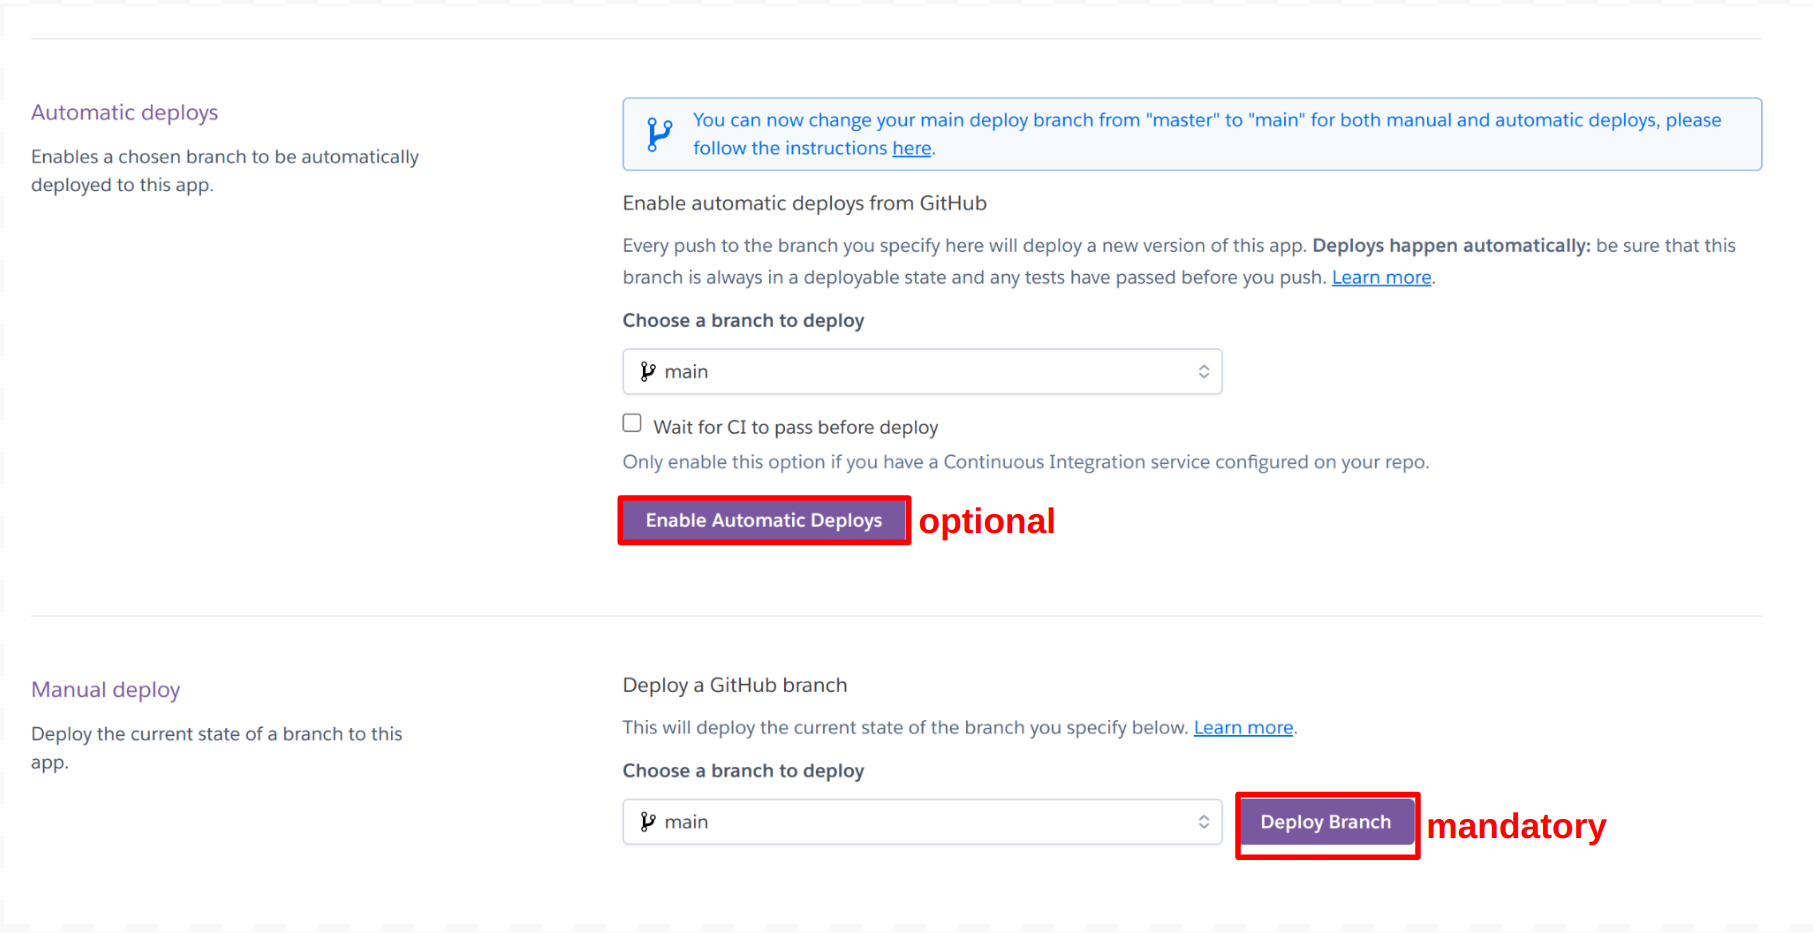 Automatic deploys
Enables a chosen branch to be automatically
deployed to this app.
You can now change your main deploy branch from "master" to "main" for both manual and automatic deploys, please
follow the instructions here.
Enable automatic deploys from GitHub
Every push to the branch you specify here will deploy a new version of this app. Deploys happen automatically: be sure that this
branch is always in a deployable state and any tests have passed before you push. Learn more.
Choose a branch to deploy
main
Wait for CI to pass before deploy
Only enable this option if you have a Continuous Integration service configured on your repo.
Enable Automatic Deploys optional
Manual deploy
Deploy the current state of a branch to this
app.
Deploy a GitHub branch
This will deploy the current state of the branch you specify below. Learn more.
Choose a branch to deploy
main
Deploy Branch mandatory